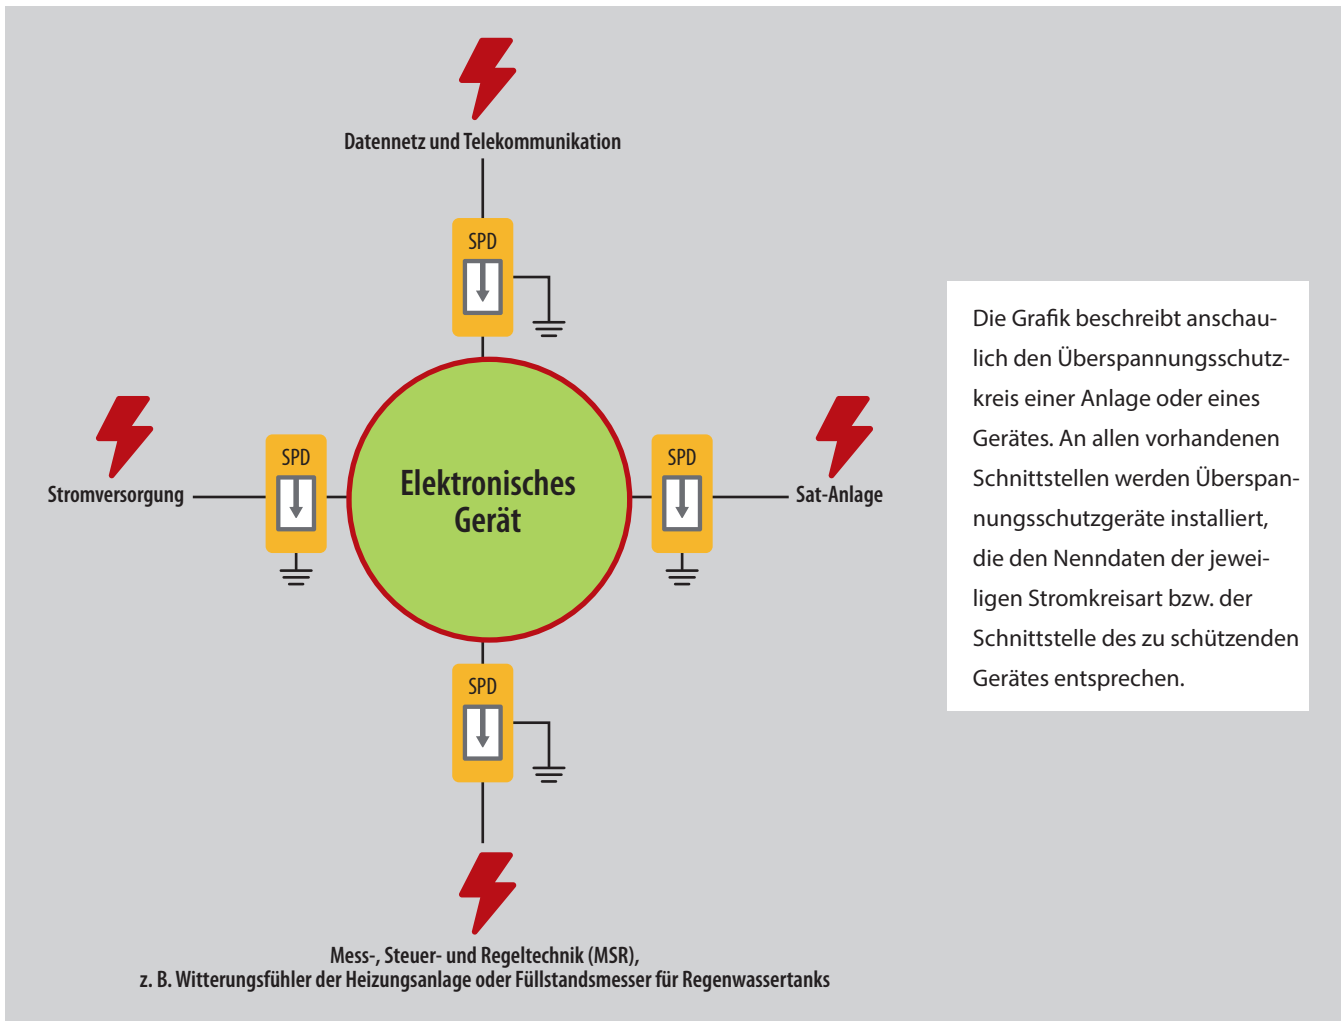 Datennetz und Telekommunikation
SPD
Stromversorgung
SPD
Elektronisches
Gerät
SPD
Sat-Anlage
SPD
Mess-, Steuer- und Regeltechnik (MSR),
z. B. Witterungsfühler der Heizungsanlage oder Füllstandsmesser für Regenwassertanks
Die Grafik beschreibt anschau-
lich den Überspannungsschutz-
kreis einer Anlage oder eines
Gerätes. An allen vorhandenen
Schnittstellen werden Überspan-
nungsschutzgeräte installiert,
die den Nenndaten der jewei-
ligen Stromkreisart bzw. der
Schnittstelle des zu schützenden
Gerätes entsprechen.